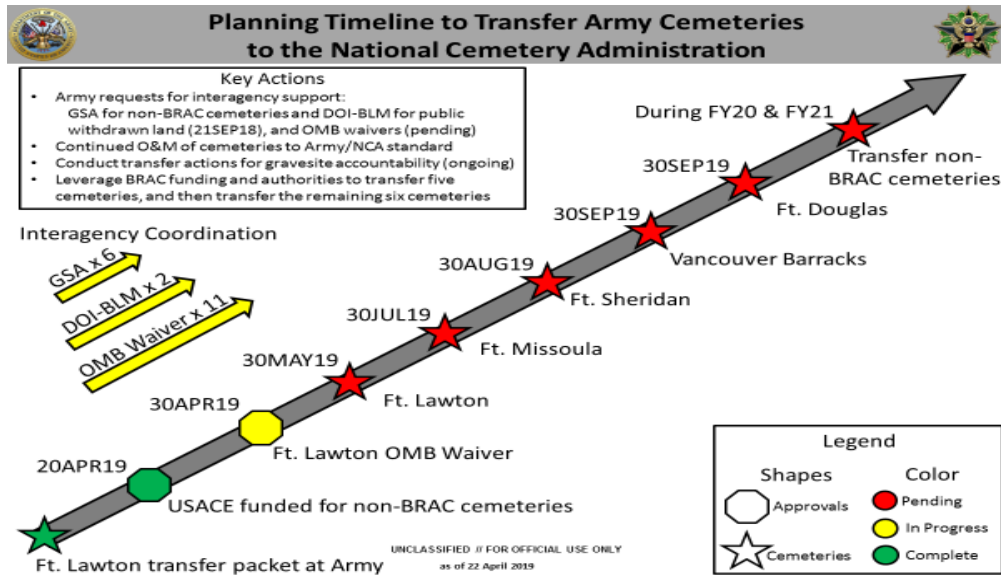 Planning Timeline to Transfer Army Cemeteries
to the National Cemetery Administration
Key Actions
• Army requests for interagency support:
GSA for non-BRAC cemeteries and DOI-BLM for public
withdrawn land (21SEP18), and OMB waivers (pending)
• Continued O&M of cemeteries to Army/NCA standard
• Conduct transfer actions for gravesite accountability (ongoing)
• Leverage BRAC funding and authorities to transfer five
cemeteries, and then transfer the remaining six cemeteries
Interagency Coordination
GSA x 6
DOI-BLM x 2
OMB Waiver x 11
During FY20 & FY21
Transfer non-
BRAC cemeteries
30SEP19
Ft. Douglas
30SEP19
Vancouver Barracks
30AUG19
Ft. Sheridan
30JUL19
Ft. Missoula
30MAY19
Ft. Lawton
30APR19
Ft. Lawton OMB Waiver
20APR19
USACE funded for non-BRAC cemeteries
Ft. Lawton transfer packet at Army
UNCLASSIFIED // FOR OFFICIAL USE ONLY
as of 22 April 2019
Legend
Shapes
Approvals
Cemeteries
Color
Pending
In Progress
Complete